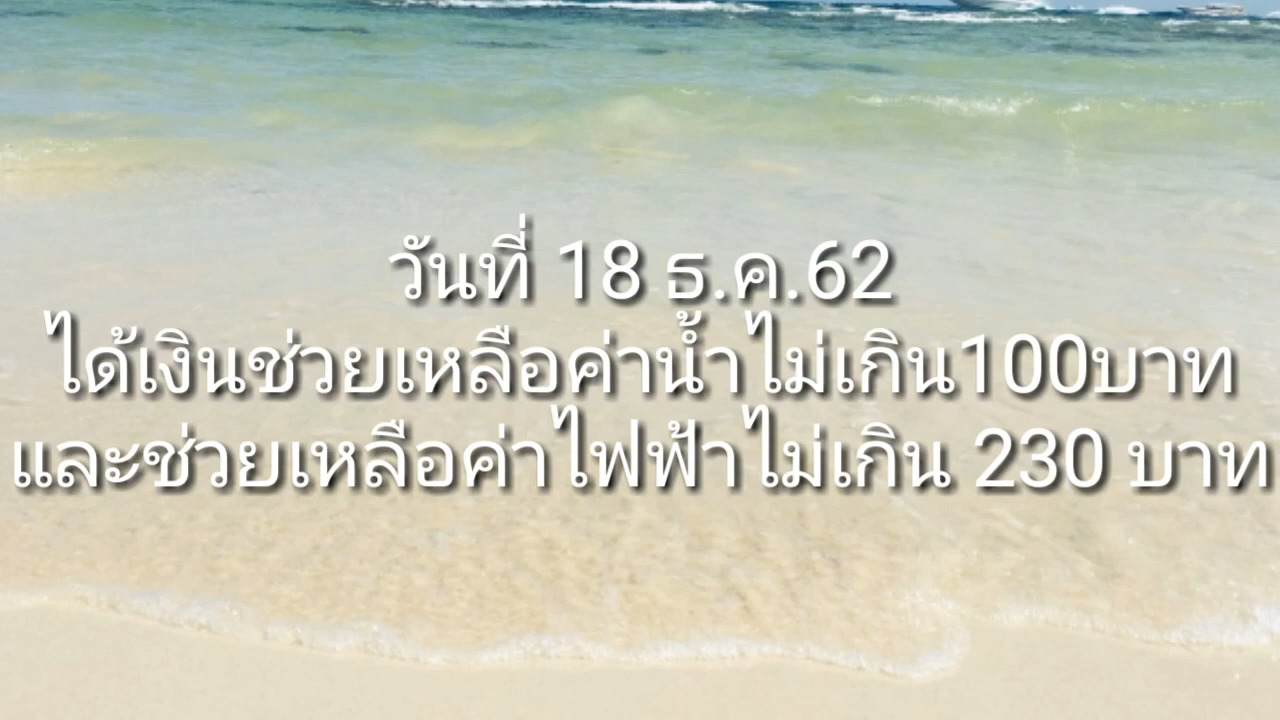 วันที่ 18 ธ.ค.62
ได้เงินช่วยเหลือค่าน้ำไม่เกิน100บาท
และช่วยเหลือค่าไฟฟ้าไม่เกิน 230 บาท